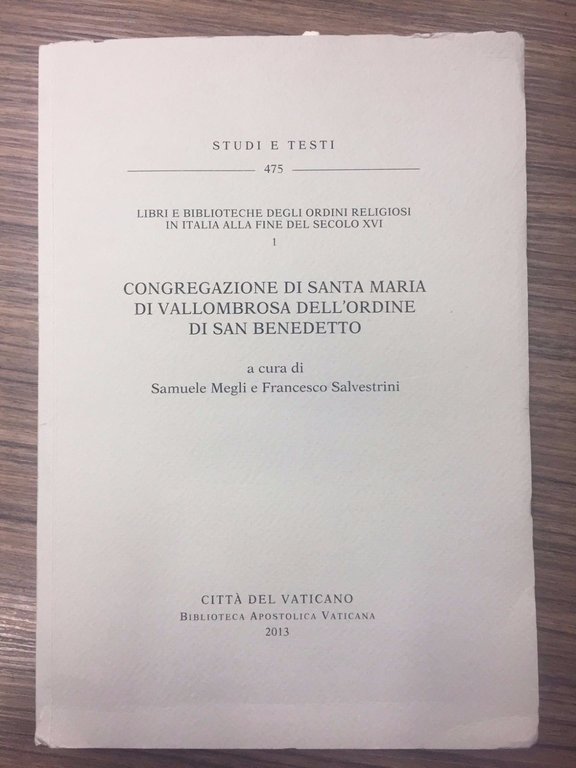 STUDI E TESTI
475
LIBRI E BIBLIOTECHE DEGLI ORDINI RELIGIOSI
IN ITALIA ALLA FINE DEL SECOLO XVI
1
CONGREGAZIONE DI SANTA MARIA
DI VALLOMBROSA DELL'ORDINE
DI SAN BENEDETTO
a cura di
Samuele Megli e Francesco Salvestrini
CITTÀ DEL VATICANO
BIBLIOTECA APOSTOLICA VATICANA
2013